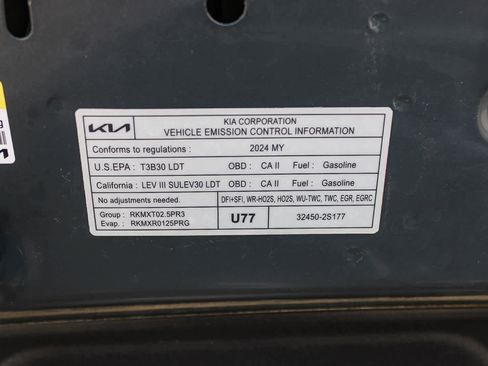 KIA
KIA CORPORATION
VEHICLE EMISSION CONTROL INFORMATION
Conforms to regulations: 2024 MY
U.S.EPA : T3B30 LDT OBD : CA II Fuel : Gasoline
California : LEV III SULEV30 LDT OBD : CA II Fuel : Gasoline
No adjustments needed. DFI+SFI, WR-HO2S, HO2S, WU-TWC, TWC, EGR, EGRC
Group : RKMXT02.5PR3
Evap. : RKMXR0125PRG
U77
32450-2S177